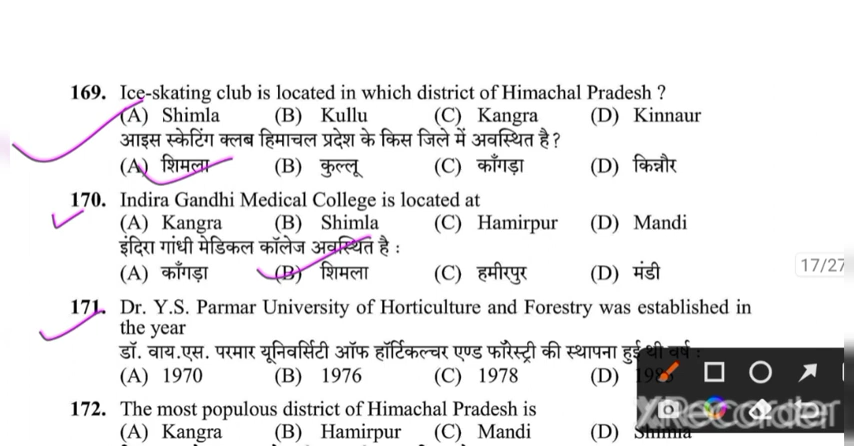 169. Ice-skating club is located in which district of Himachal Pradesh ?
(A) Shimla (B) Kullu (C) Kangra (D) Kinnaur
आइस स्केटिंग क्लब हिमाचल प्रदेश के किस जिले में अवस्थित है ?
(A) शिमला (B) कुल्लू (C) काँगड़ा (D) किन्नौर
170. Indira Gandhi Medical College is located at
(A) Kangra (B) Shimla (C) Hamirpur (D) Mandi
इंदिरा गांधी मेडिकल कॉलेज अवस्थित है :
(A) काँगड़ा (B) शिमला (C) हमीरपुर (D) मंडी
17/27
171. Dr. Y.S. Parmar University of Horticulture and Forestry was established in
the year
डॉ. वाय.एस. परमार यूनिवर्सिटी ऑफ हॉर्टिकल्चर एण्ड फॉरेस्ट्री की स्थापना हुई थी वर्ष :
(A) 1970 (B) 1976 (C) 1978 (D)
172. The most populous district of Himachal Pradesh is
(A) Kangra (B) Hamirpur (C) Mandi (D) Shimla
XRecorder